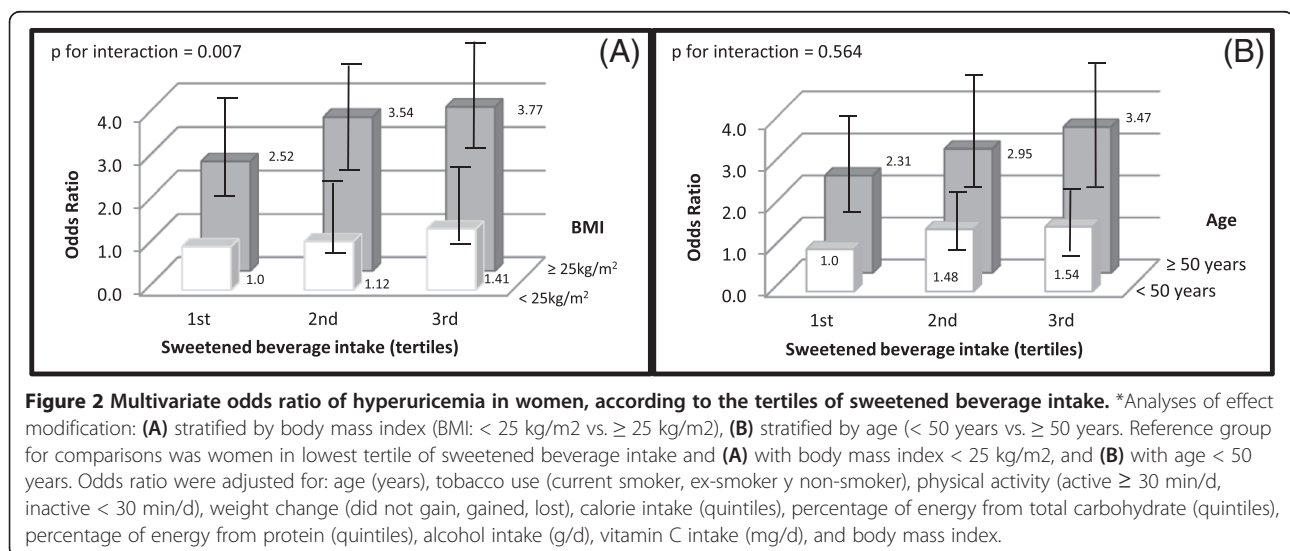 p for interaction = 0.007
(A)
4.0
3.0
2.0
1.0
0.0
Odds Ratio
2.52
3.54
3.77
1.0
1.12
1.41
BMI
≥ 25kg/m²
< 25kg/m²
1st
2nd
3rd
Sweetened beverage intake (tertiles)
p for interaction = 0.564
(B)
4.0
3.0
2.0
1.0
0.0
Odds Ratio
2.31
2.95
3.47
1.0
1.48
1.54
Age
≥ 50 years
< 50 years
1st
2nd
3rd
Sweetened beverage intake (tertiles)
Figure 2 Multivariate odds ratio of hyperuricemia in women, according to the tertiles of sweetened beverage intake. *Analyses of effect
modification: (A) stratified by body mass index (BMI: < 25 kg/m2 vs. ≥ 25 kg/m2), (B) stratified by age (< 50 years vs. ≥ 50 years. Reference group
for comparisons was women in lowest tertile of sweetened beverage intake and (A) with body mass index < 25 kg/m2, and (B) with age < 50
years. Odds ratio were adjusted for: age (years), tobacco use (current smoker, ex-smoker y non-smoker), physical activity (active ≥ 30 min/d,
inactive < 30 min/d), weight change (did not gain, gained, lost), calorie intake (quintiles), percentage of energy from total carbohydrate (quintiles),
percentage of energy from protein (quintiles), alcohol intake (g/d), vitamin C intake (mg/d), and body mass index.